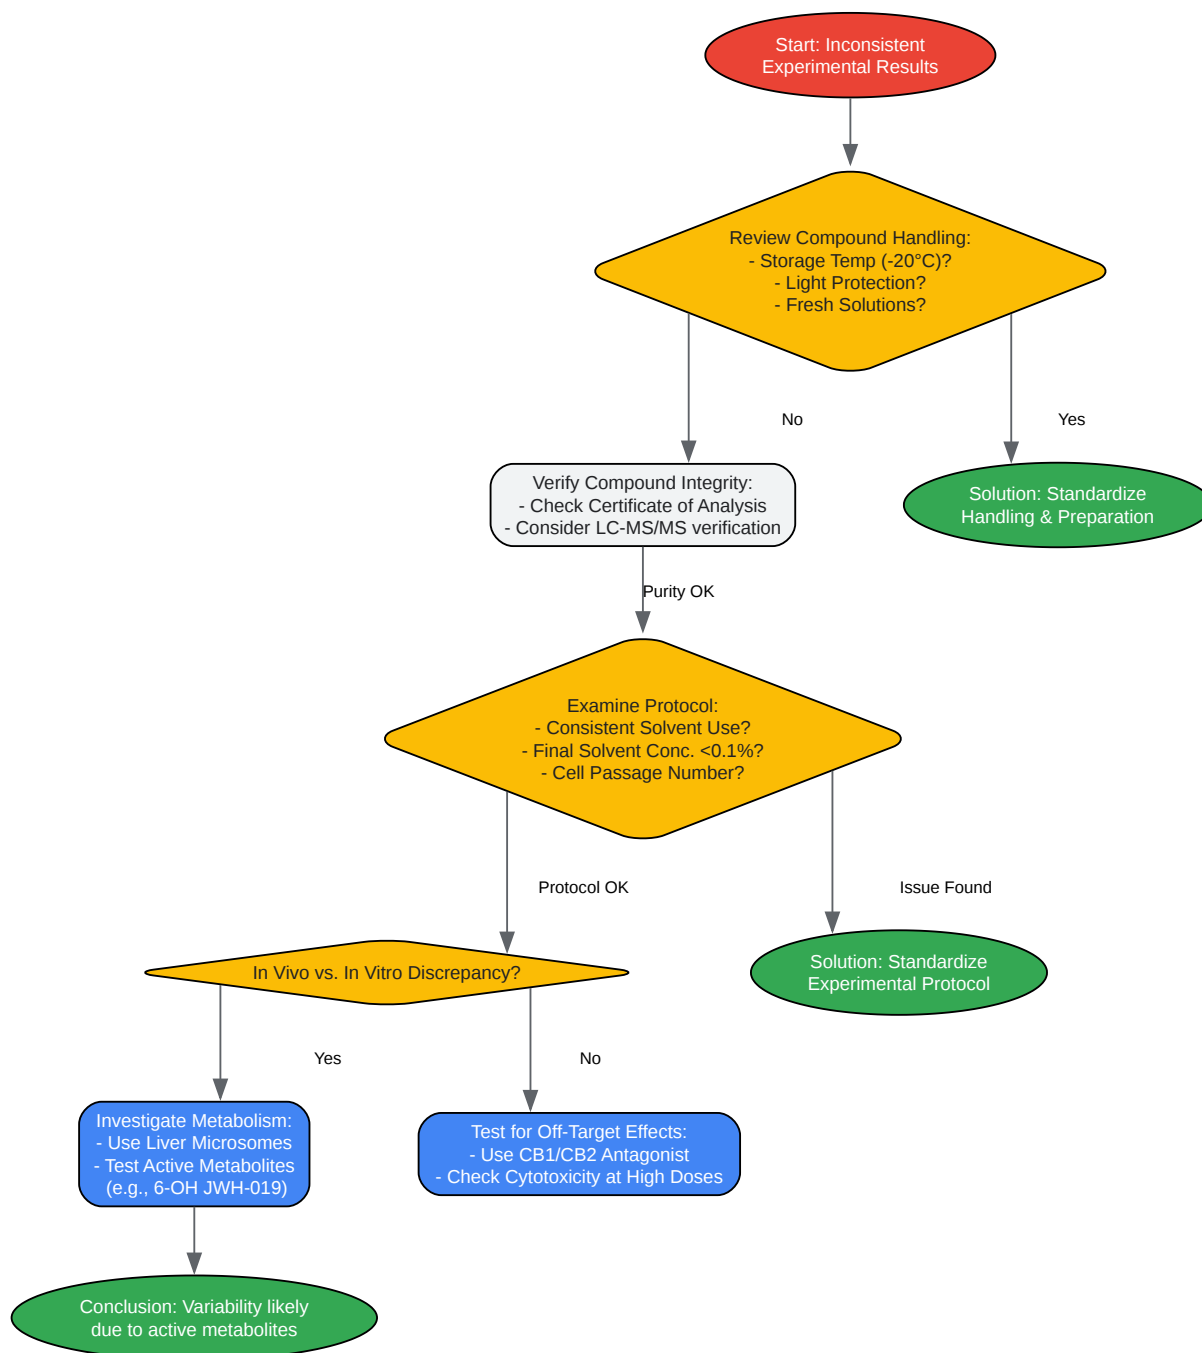 Start: Inconsistent
Experimental Results
Review Compound Handling:
- Storage Temp (-20°C)?
- Light Protection?
- Fresh Solutions?
No
Yes
Verify Compound Integrity:
- Check Certificate of Analysis
- Consider LC-MS/MS verification
Solution: Standardize
Handling & Preparation
Purity OK
Examine Protocol:
- Consistent Solvent Use?
- Final Solvent Conc. <0.1%?
- Cell Passage Number?
Protocol OK
Issue Found
In Vivo vs. In Vitro Discrepancy?
Solution: Standardize
Experimental Protocol
Yes
No
Investigate Metabolism:
- Use Liver Microsomes
- Test Active Metabolites
(e.g., 6-OH JWH-019)
Test for Off-Target Effects:
- Use CB1/CB2 Antagonist
- Check Cytotoxicity at High Doses
Conclusion: Variability likely
due to active metabolites